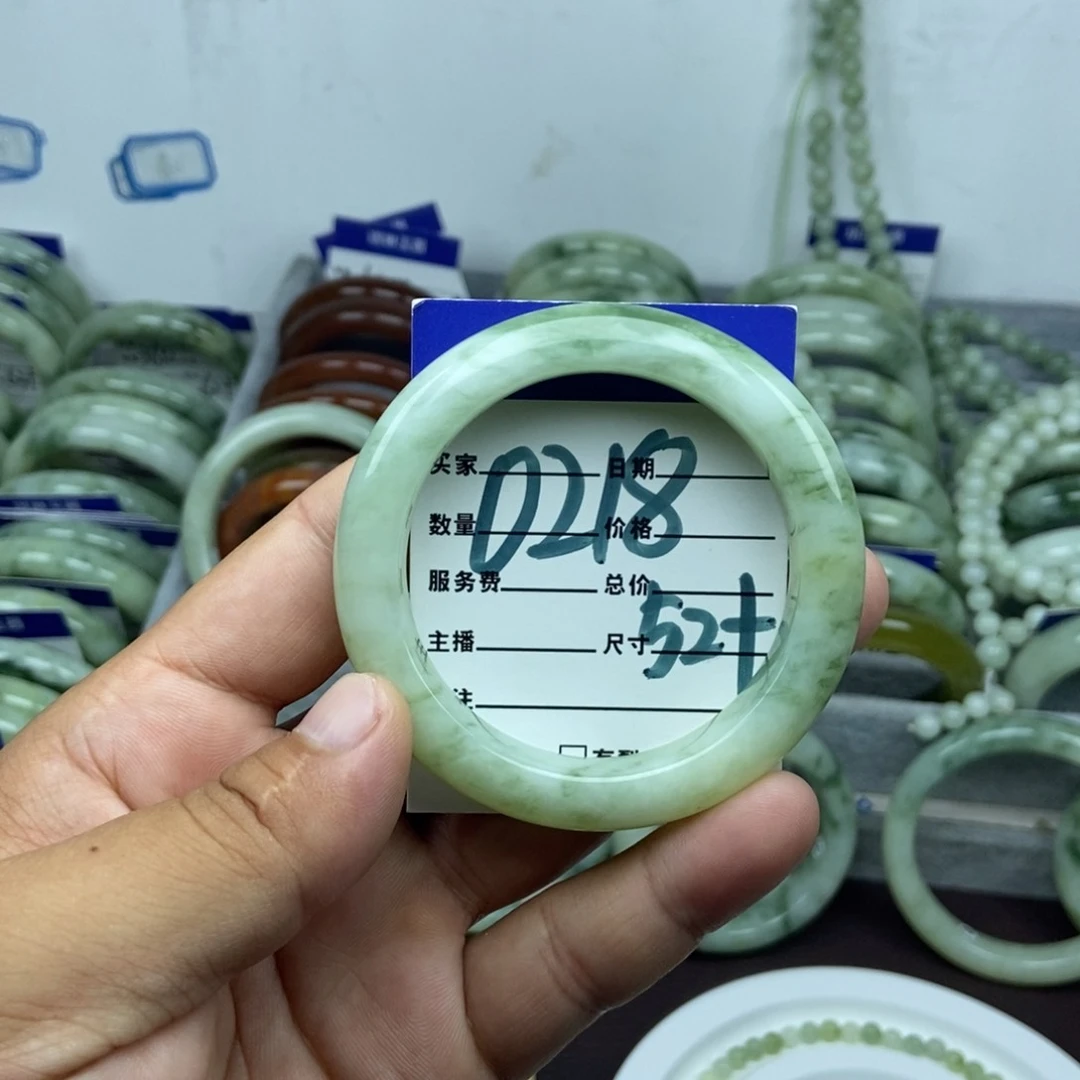 买家 日期
0218
数量 价格
服务费 总价
52+
主播 尺寸
注